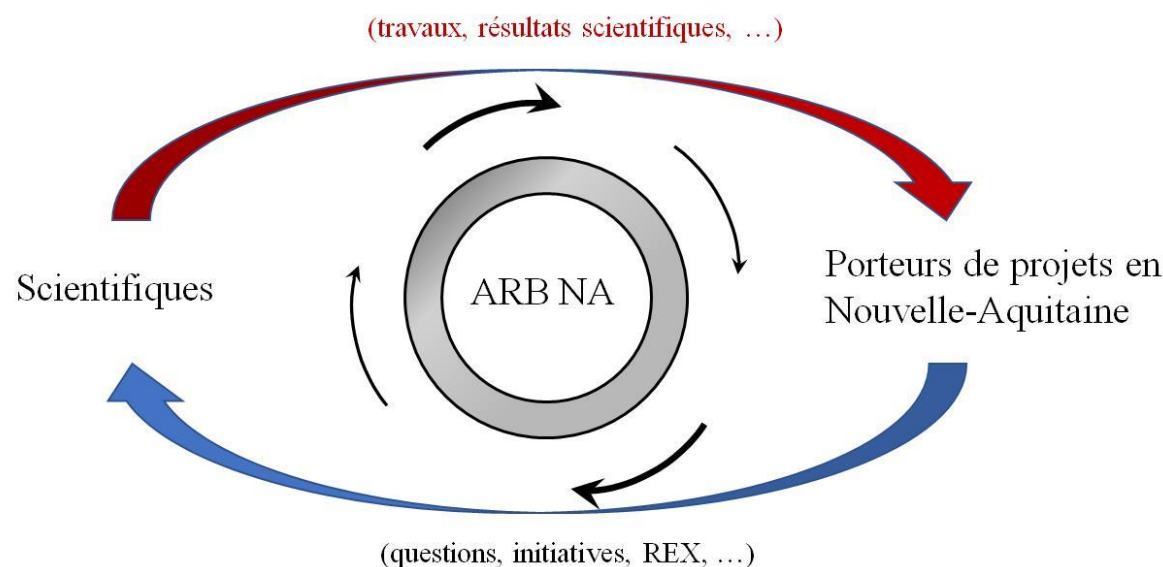 (travaux, résultats scientifiques, …)
Scientifiques
ARB NA
Porteurs de projets en
Nouvelle-Aquitaine
(questions, initiatives, REX, …)